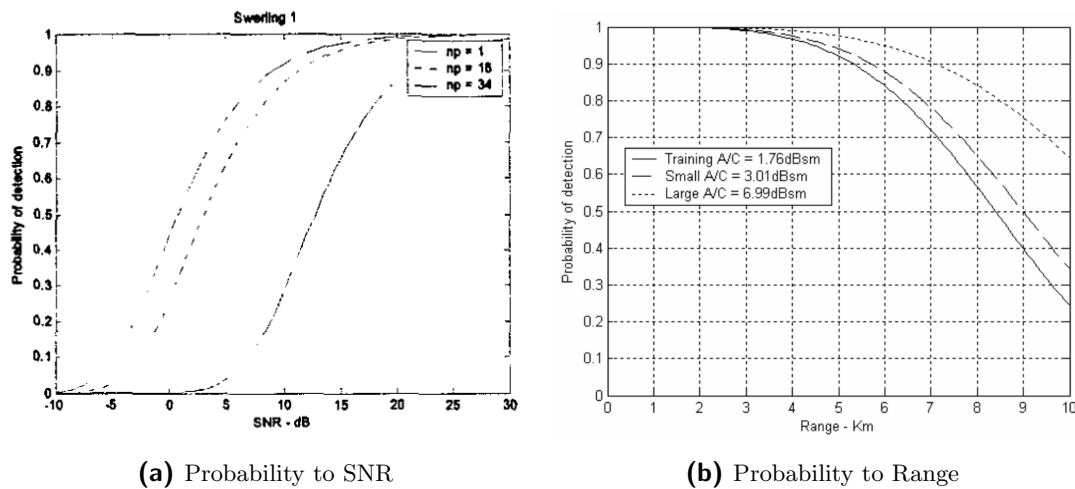 Swerling 1
1
0.9
0.8
0.7
0.6
0.5
0.4
0.3
0.2
0.1
0
Probability of detection
np = 1
np = 18
np = 34
-10 -5 0 5 10 15 20 25 30
SNR - dB
(a) Probability to SNR
1
0.9
0.8
0.7
0.6
0.5
0.4
0.3
0.2
0.1
0
Probability of detection
Training A/C = 1.76dBsm
Small A/C = 3.01dBsm
Large A/C = 6.99dBsm
0 1 2 3 4 5 6 7 8 9 10
Range - Km
(b) Probability to Range